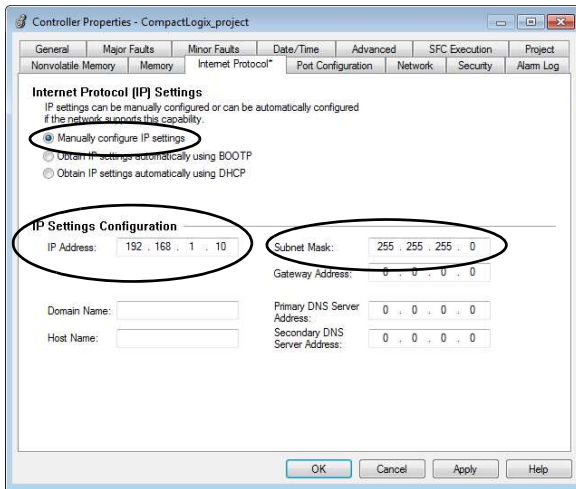 Controller Properties - CompactLogix_project
General Major Faults Minor Faults Date/Time Advanced SFC Execution Project
Nonvolatile Memory Memory Internet Protocol* Port Configuration Network Security Alarm Log
Internet Protocol (IP) Settings
IP settings can be manually configured or can be automatically configured
if the network supports this capability.
Manually configure IP settings
Obtain IP settings automatically using BOOTP
Obtain IP settings automatically using DHCP
IP Settings Configuration
IP Address: 192 . 168 . 1 . 10 Subnet Mask: 255 . 255 . 255 . 0
Gateway Address: 0 . 0 . 0 . 0
Domain Name: Primary DNS Server Address: 0 . 0 . 0 . 0
Host Name: Secondary DNS Server Address: 0 . 0 . 0 . 0
OK Cancel Apply Help